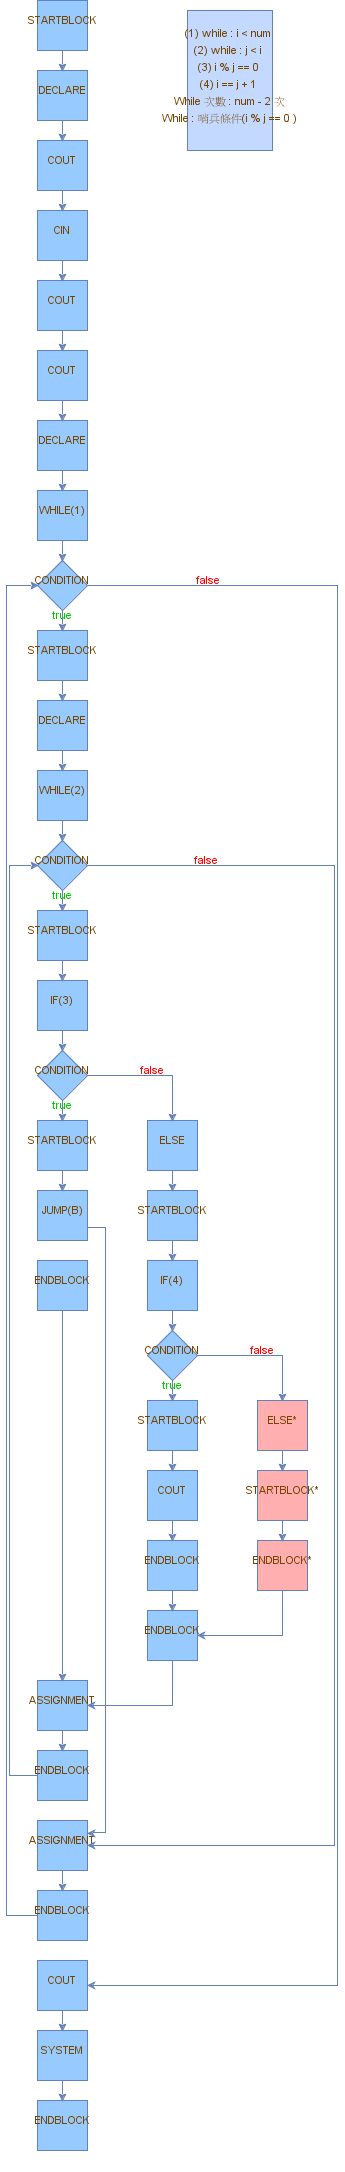 STARTBLOCK
(1) while : i < num
(2) while : j < i
(3) i % j == 0
(4) i == j + 1
While 次數 : num - 2 次
While : 哨兵條件(i % j == 0 )
DECLARE
COUT
CIN
COUT
COUT
DECLARE
WHILE(1)
CONDITION
false
true
STARTBLOCK
DECLARE
WHILE(2)
CONDITION
false
true
STARTBLOCK
IF(3)
CONDITION
false
true
STARTBLOCK
ELSE
JUMP(B)
STARTBLOCK
ENDBLOCK
IF(4)
CONDITION
false
true
STARTBLOCK
ELSE*
COUT
STARTBLOCK*
ENDBLOCK
ENDBLOCK*
ENDBLOCK
ASSIGNMENT
ENDBLOCK
ASSIGNMENT
ENDBLOCK
COUT
SYSTEM
ENDBLOCK